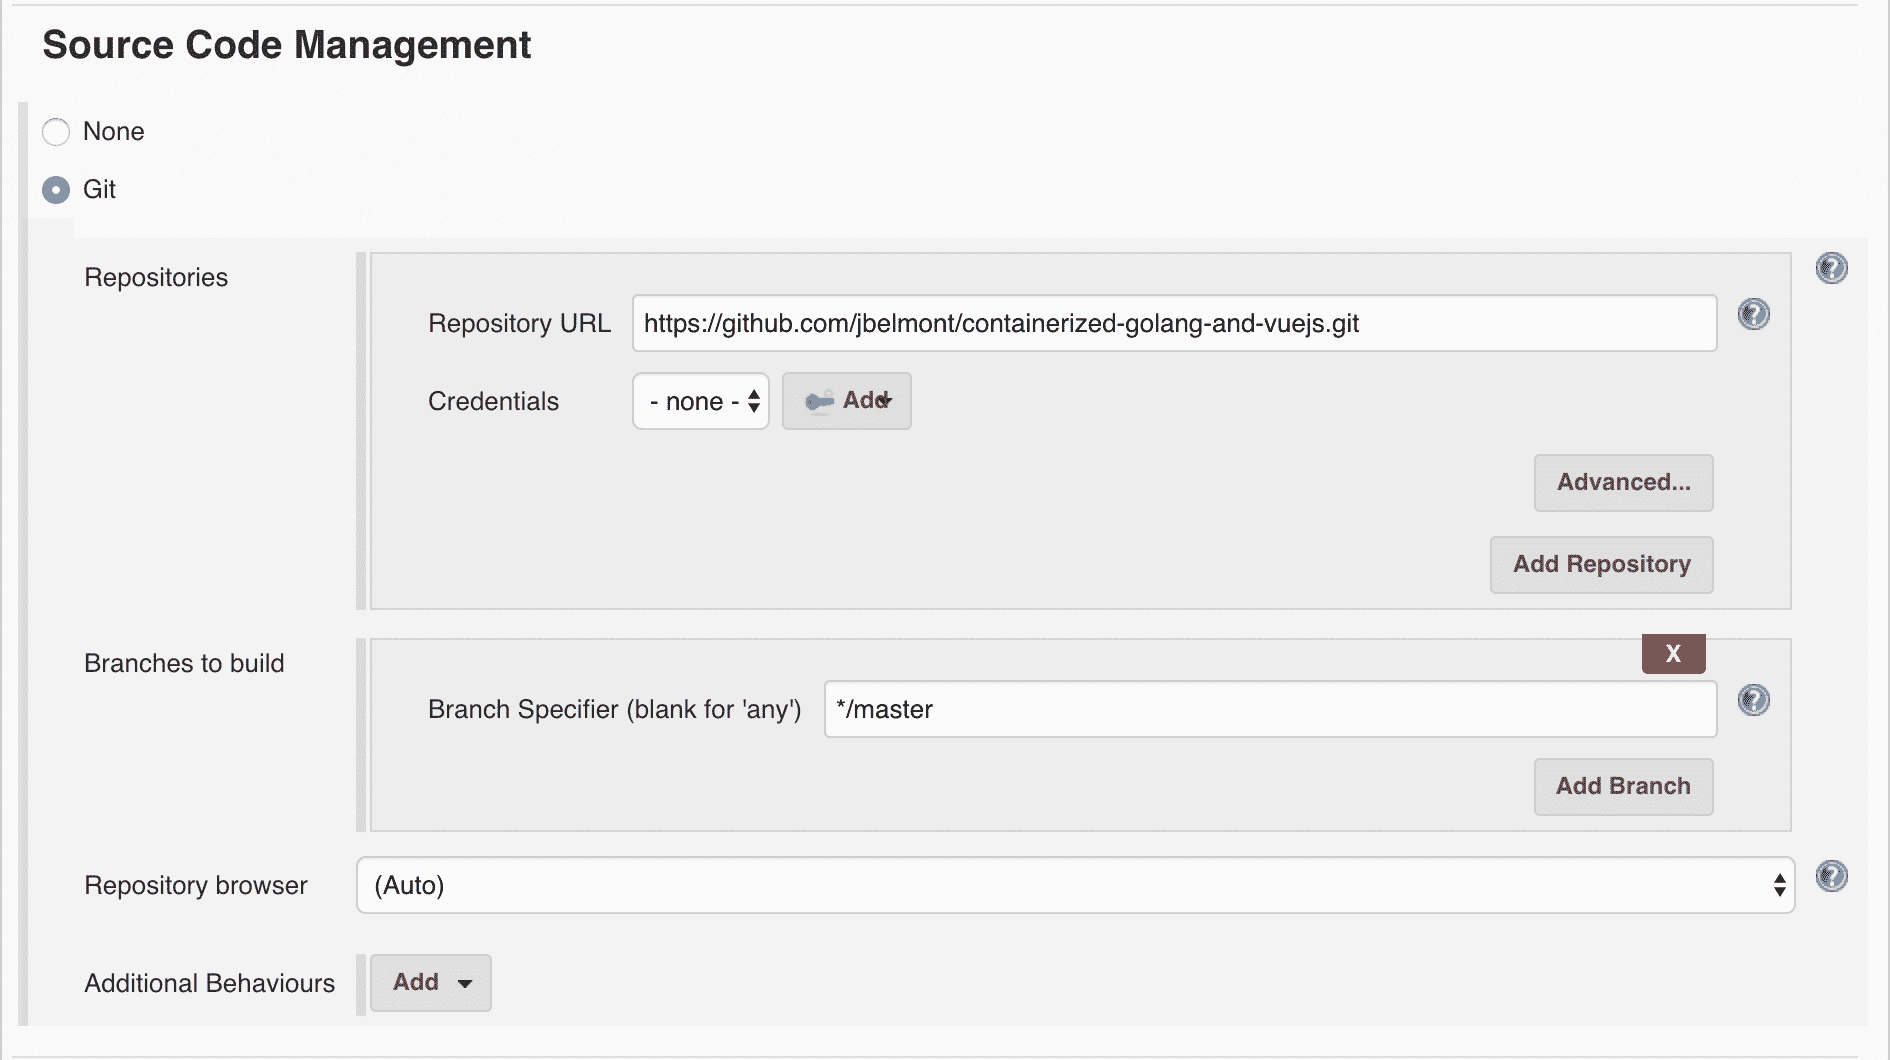 Source Code Management
None
Git
Repositories
Repository URL https://github.com/jbelmont/containerized-golang-and-vuejs.git
Credentials - none - Add
Advanced...
Add Repository
Branches to build
X
Branch Specifier (blank for 'any') */master
Add Branch
Repository browser (Auto)
Additional Behaviours Add